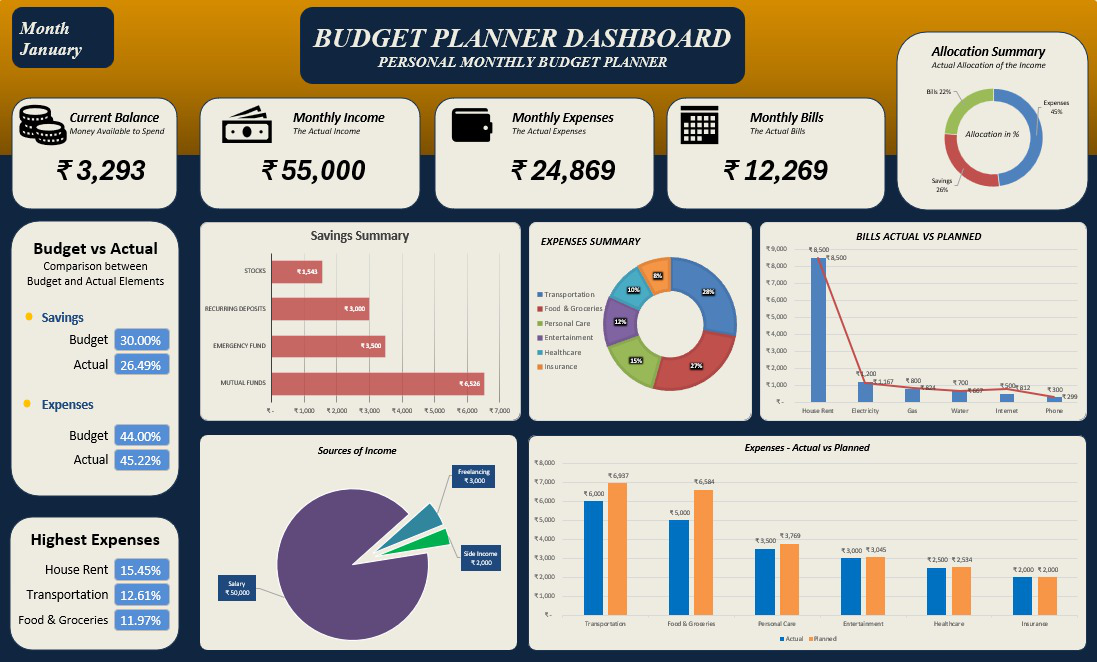 Month
January
BUDGET PLANNER DASHBOARD
PERSONAL MONTHLY BUDGET PLANNER
Allocation Summary
Actual Allocation of the Income
Bills 22%
Expenses
45%
Allocation in %
Savings
26%
Current Balance
Money Available to Spend
₹ 3,293
Monthly Income
The Actual Income
₹ 55,000
Monthly Expenses
The Actual Expenses
₹ 24,869
Monthly Bills
The Actual Bills
₹ 12,269
Budget vs Actual
Comparison between
Budget and Actual Elements
Savings
Budget 30.00%
Actual 26.49%
Expenses
Budget 44.00%
Actual 45.22%
Highest Expenses
House Rent 15.45%
Transportation 12.61%
Food & Groceries 11.97%
Savings Summary
STOCKS ₹ 1,543
RECURRING DEPOSITS ₹ 3,000
EMERGENCY FUND ₹ 3,500
MUTUAL FUNDS ₹ 6,526
₹ - ₹ 1,000 ₹ 2,000 ₹ 3,000 ₹ 4,000 ₹ 5,000 ₹ 6,000 ₹ 7,000
EXPENSES SUMMARY
Transportation
Food & Groceries
Personal Care
Entertainment
Healthcare
Insurance
28%
27%
15%
12%
10%
8%
BILLS ACTUAL VS PLANNED
₹ 9,000
₹ 8,000
₹ 7,000
₹ 6,000
₹ 5,000
₹ 4,000
₹ 3,000
₹ 2,000
₹ 1,000
₹ -
₹ 8,500
₹ 8,500
₹ 1,200
₹ 1,167
₹ 800
₹ 824
₹ 700
₹ 667
₹ 500
₹ 812
₹ 300
₹ 299
House Rent Electricity Gas Water Internet Phone
Sources of Income
Freelancing
₹ 3,000
Side Income
₹ 2,000
Salary
₹ 50,000
Expenses - Actual vs Planned
₹ 8,000
₹ 7,000
₹ 6,000
₹ 5,000
₹ 4,000
₹ 3,000
₹ 2,000
₹ 1,000
₹ -
₹ 6,000 ₹ 6,937
₹ 5,000 ₹ 6,584
₹ 3,500 ₹ 3,769
₹ 3,000 ₹ 3,045
₹ 2,500 ₹ 2,534
₹ 2,000 ₹ 2,000
Transportation Food & Groceries Personal Care Entertainment Healthcare Insurance
Actual Planned